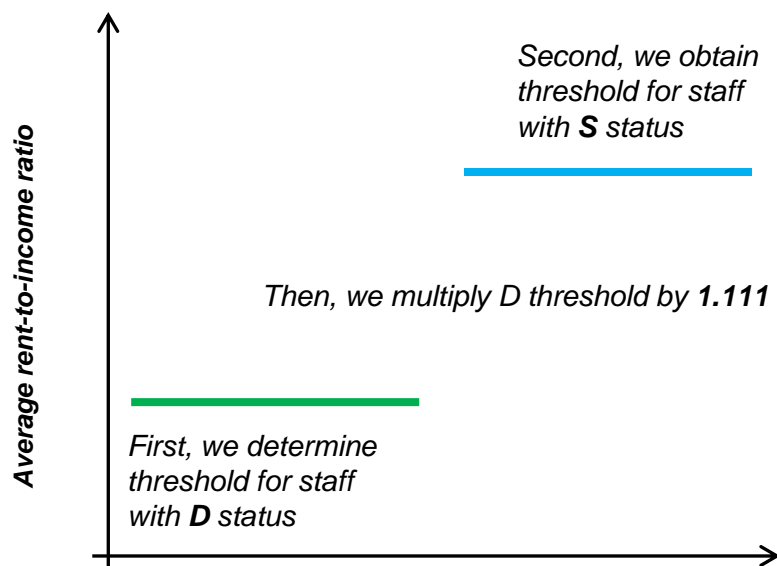 Average rent-to-income ratio
Second, we obtain
threshold for staff
with S status
Then, we multiply D threshold by 1.111
First, we determine
threshold for staff
with D status